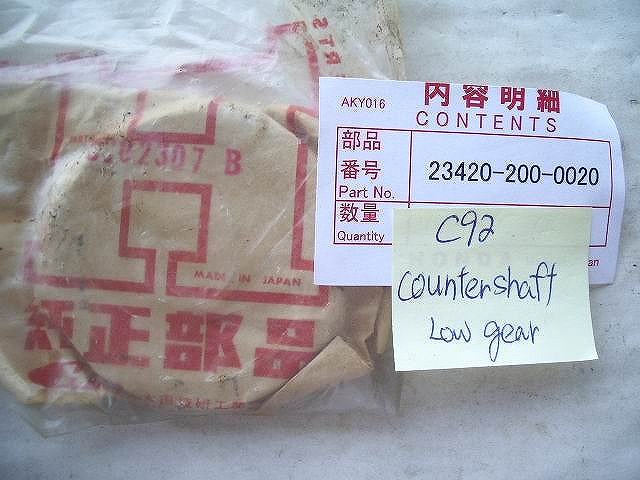 AKY016
内容明細
CONTENTS
部品
番号
Part No.
23420-200-0020
数量
Quantity
C92
Countershaft
Low gear
02307 B
MADE IN JAPAN
純正部品